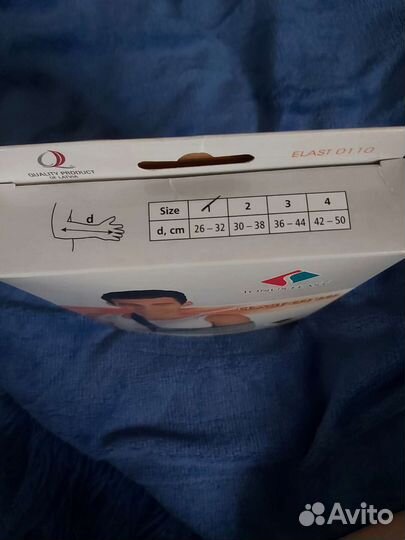 ELAST 0110
QUALITY PRODUCT
OF LATVIA
d
Size 1 2 3 4
d, cm 26 – 32 30 – 38 36 – 44 42 – 50
Avito